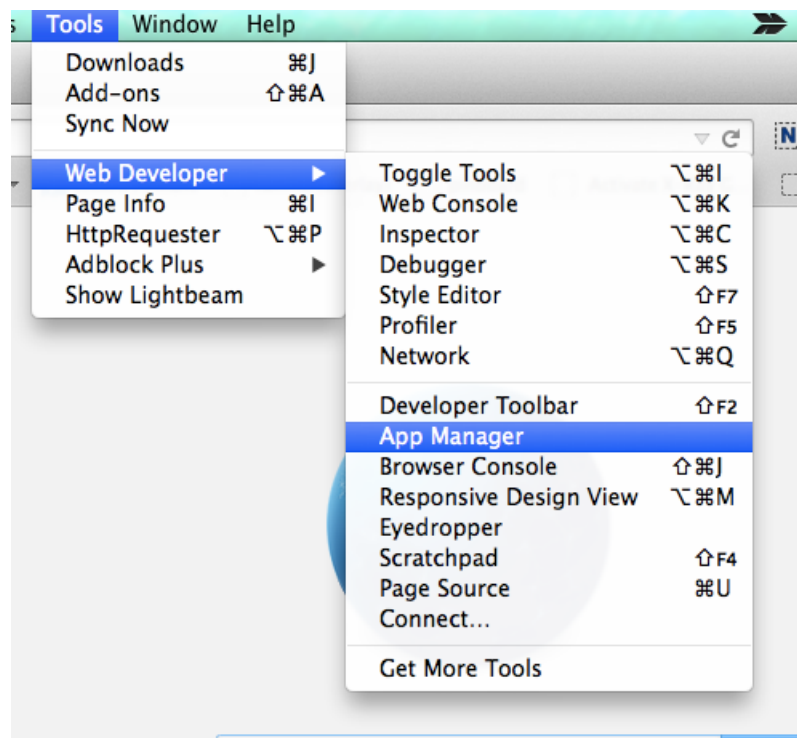 s Tools Window Help
Downloads ⌘J
Add-ons ⇧⌘A
Sync Now
Web Developer ▶
Page Info ⌘I
HttpRequester ⌥⌘P
Adblock Plus ▶
Show Lightbeam
N
Toggle Tools ⌥⌘I
Web Console ⌥⌘K
Inspector ⌥⌘C
Debugger ⌥⌘S
Style Editor ⇧F7
Profiler ⇧F5
Network ⌥⌘Q
Developer Toolbar ⇧F2
App Manager
Browser Console ⇧⌘J
Responsive Design View ⌥⌘M
Eyedropper
Scratchpad ⇧F4
Page Source ⌘U
Connect...
Get More Tools